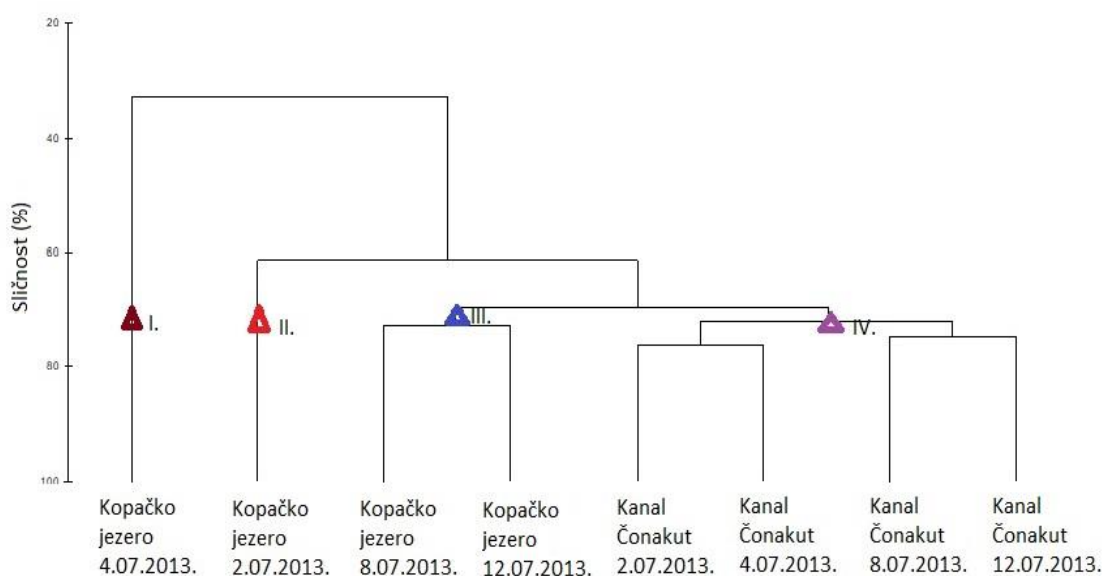 20
40
60
80
100
Sličnost (%)
I.
II.
III.
IV.
Kopačko
jezero
4.07.2013.
Kopačko
jezero
2.07.2013.
Kopačko
jezero
8.07.2013.
Kopačko
jezero
12.07.2013.
Kanal
Čonakut
2.07.2013.
Kanal
Čonakut
4.07.2013.
Kanal
Čonakut
8.07.2013.
Kanal
Čonakut
12.07.2013.